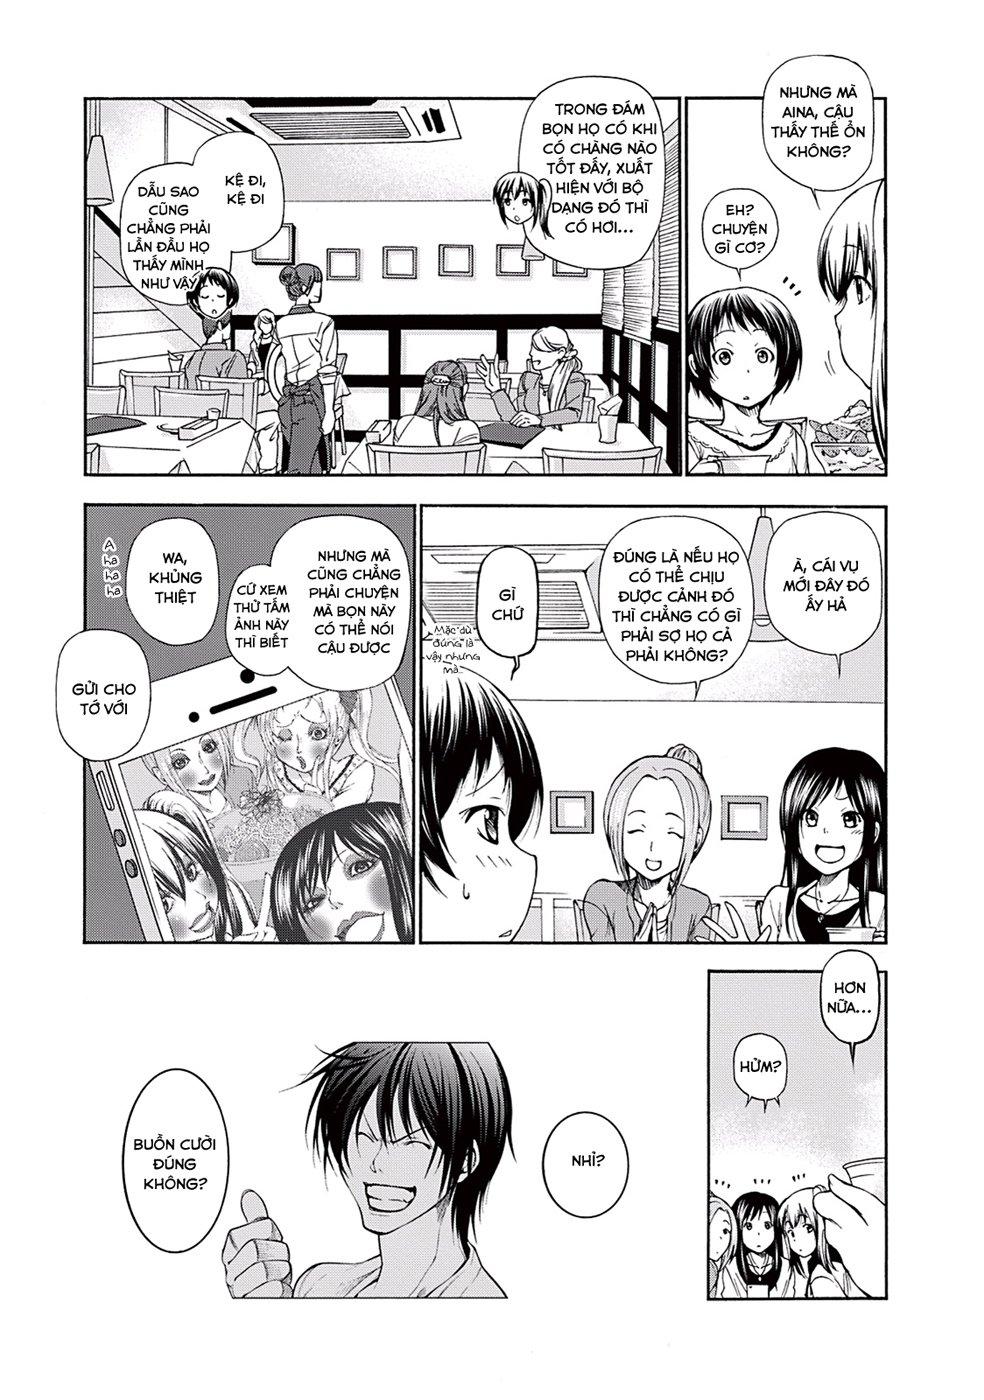 NHƯNG MÀ
AINA, CẬU
THẤY THẾ ỔN
KHÔNG?
EH?
CHUYỆN
GÌ CƠ?
TRONG ĐÁM
BỌN HỌ CÓ KHI
CÓ CHÀNG NÀO
TỐT ĐẤY, XUẤT
HIỆN VỚI BỘ
DẠNG ĐÓ THÌ
CÓ HƠI...
KỆ ĐI,
KỆ ĐI
DẪU SAO
CŨNG
CHẲNG PHẢI
LẦN ĐẦU HỌ
THẤY MÌNH
NHƯ VẬY
À, CÁI VỤ
MỚI ĐÂY ĐÓ
ẤY HẢ
ĐÚNG LÀ NẾU HỌ
CÓ THỂ CHỊU
ĐƯỢC CẢNH ĐÓ
THÌ CHẲNG CÓ GÌ
PHẢI SỢ HỌ CẢ
PHẢI KHÔNG?
GÌ
CHỨ
Mặc dù
đúng là
vậy nhưng
mà...
NHƯNG MÀ
CŨNG CHẲNG
PHẢI CHUYỆN
MÀ BỌN NÀY
CÓ THỂ NÓI
CẬU ĐƯỢC
CỨ XEM
THỬ TẤM
ẢNH NÀY
THÌ BIẾT
WA,
KHỦNG
THIỆT
A
ha
ha
ha
GỬI CHO
TỚ VỚI
HƠN
NỮA...
HỬM?
NHỈ?
BUỒN CƯỜI
ĐÚNG
KHÔNG?